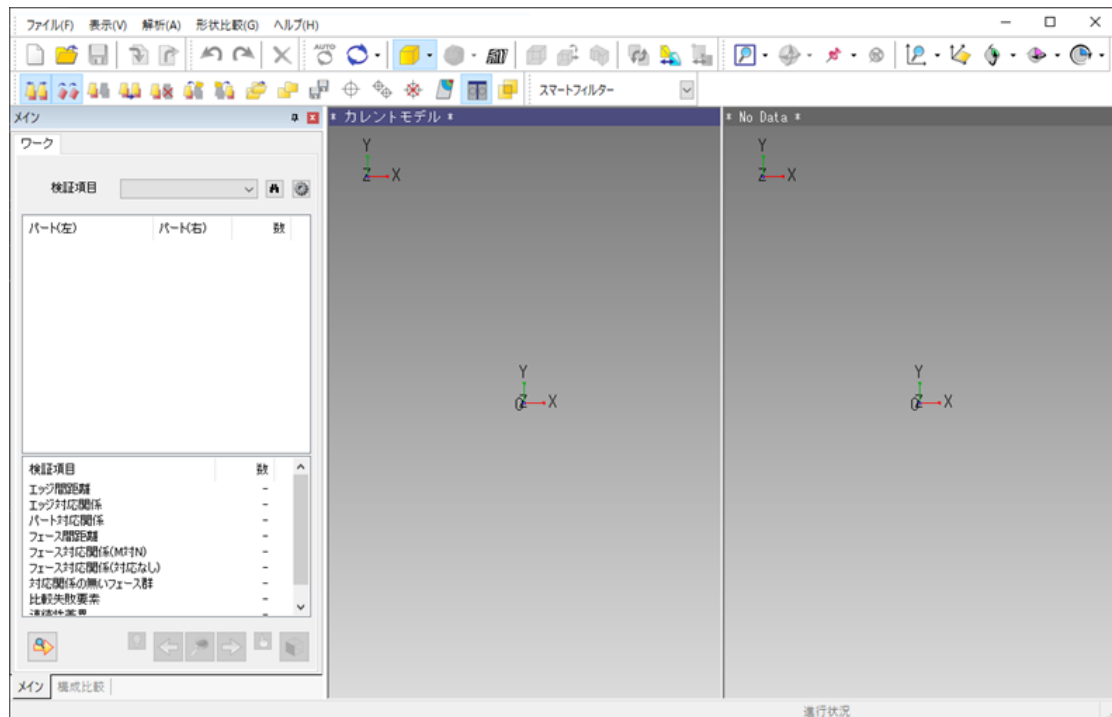 ファイル(F) 表示(V) 解析(A) 形状比較(G) ヘルプ(H)
AUTO
スマートフィルター
メイン
* カレントモデル *
* No Data *
ワーク
Y
Z X
Y
Z X
検証項目
パート(左) パート(右) 数
Y
0 Z X
Y
0 Z X
検証項目 数
エッジ間距離 -
エッジ対応関係 -
パート対応関係 -
フェース間距離 -
フェース対応関係(M対N) -
フェース対応関係(対応なし) -
対応関係の無いフェース群 -
比較失敗要素 -
メイン 構成比較
進行状況